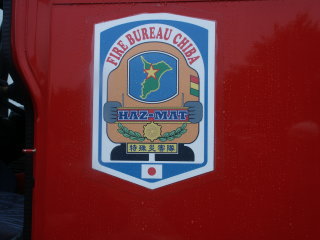 FIRE BUREAU CHIBA
HAZ-MAT
特殊災害隊